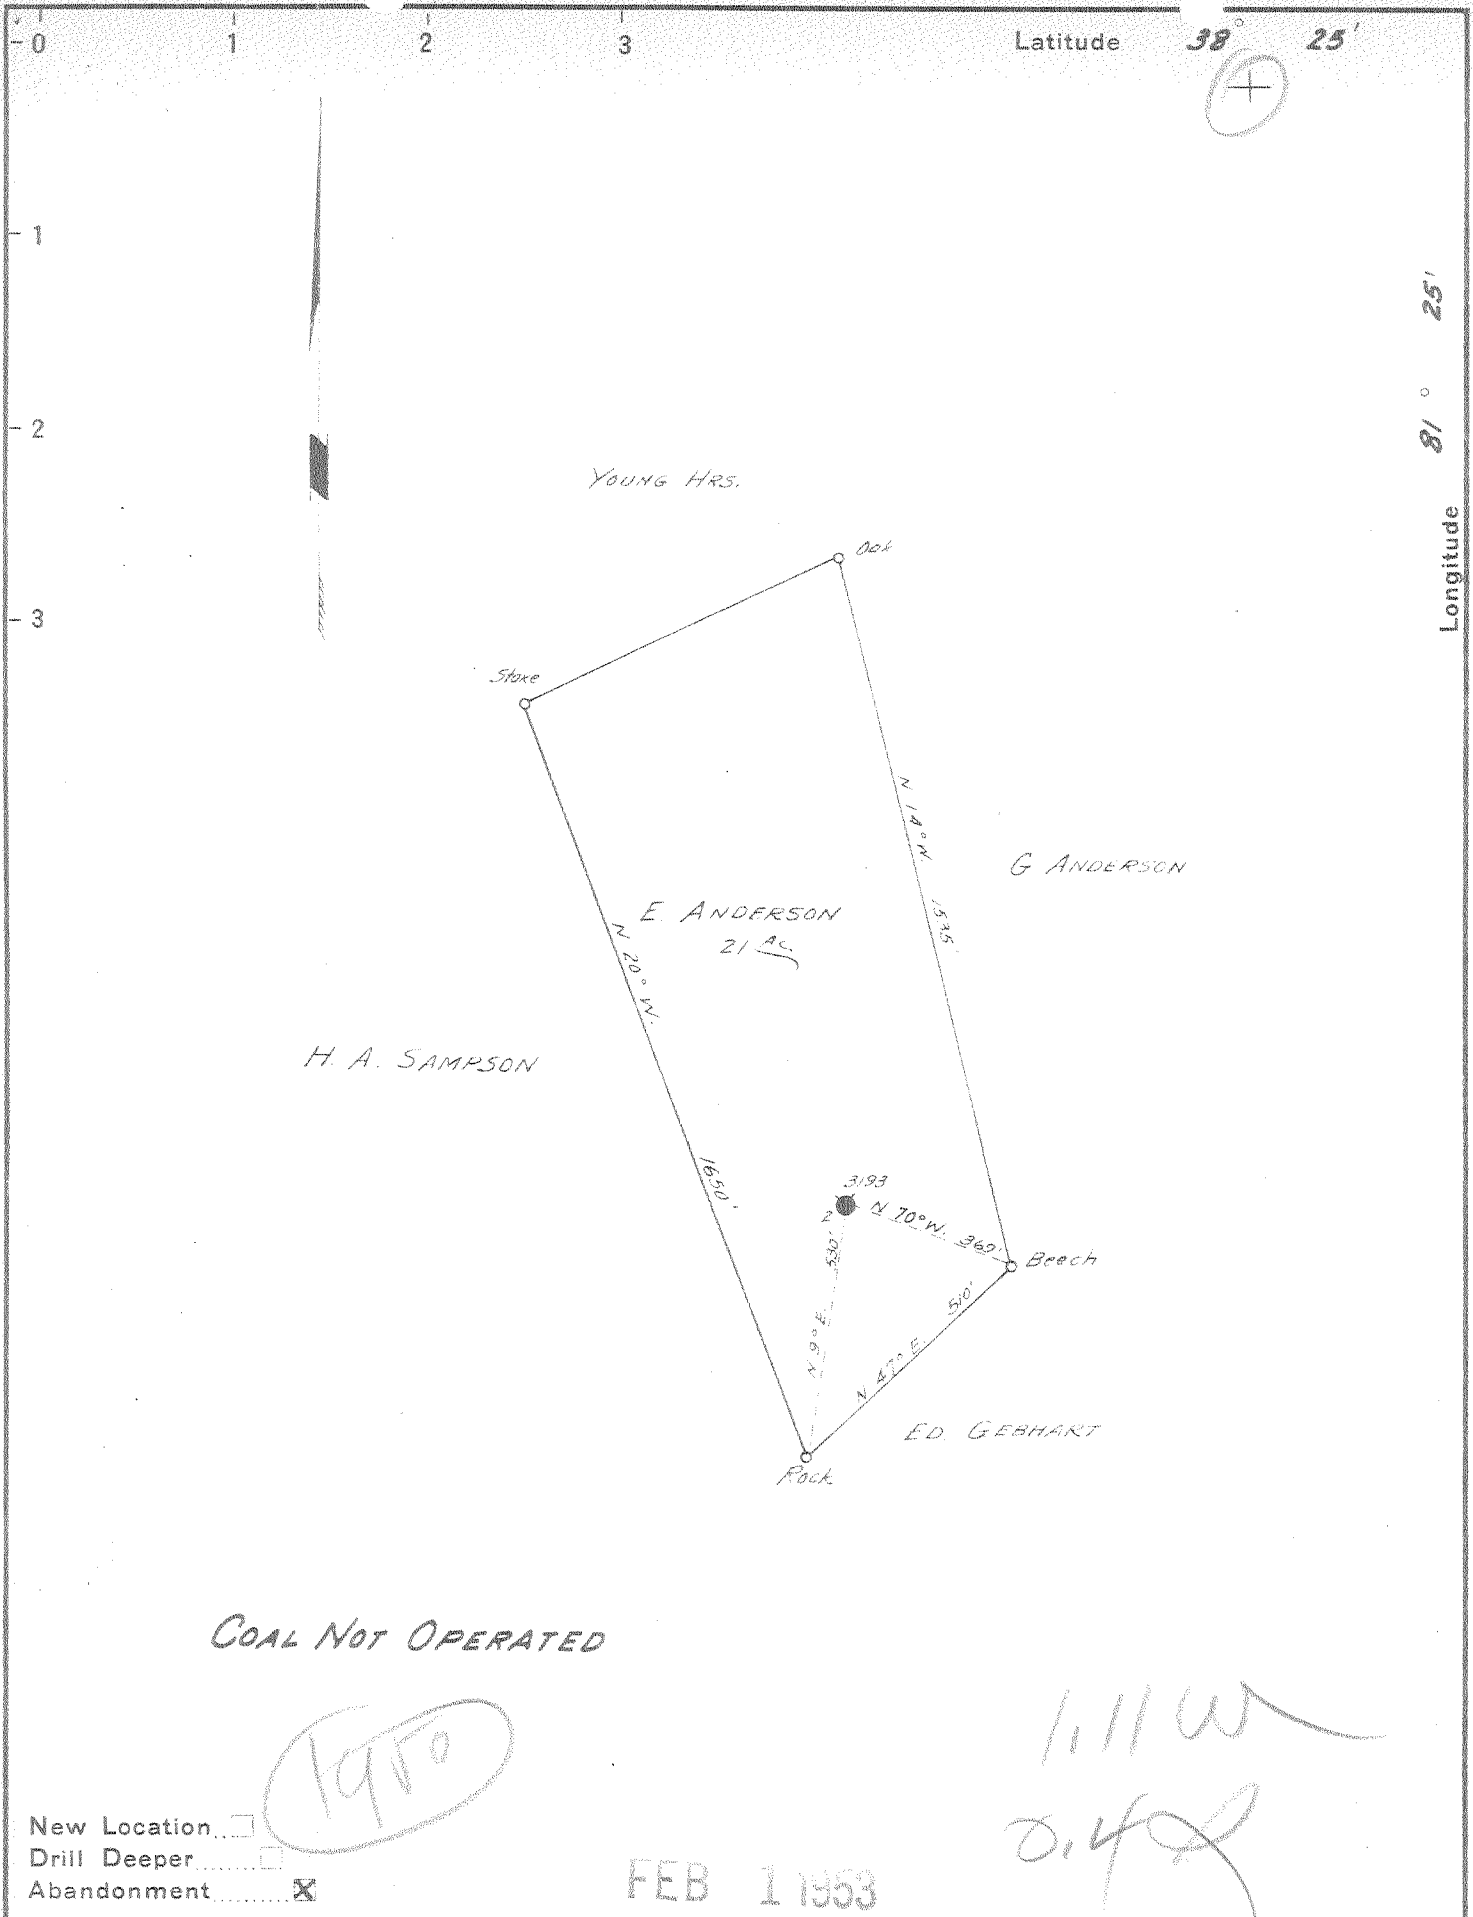 0 1 2 3 Latitude 38° 25'
1
2
3
Longitude 81° 25'
YOUNG HRS.
Oak
Stone
N 14° W. 1535'
G ANDERSON
E. ANDERSON
21 Ac.
N 20° W. 1650'
H. A. SAMPSON
3193
2
N 70° W. 369'
Beech
530'
N 9° E.
510'
N 47° E.
ED. GEBHART
Rock
COAL NOT OPERATED
1.11 W
New Location
Drill Deeper
Abandonment X
FEB 1 1953